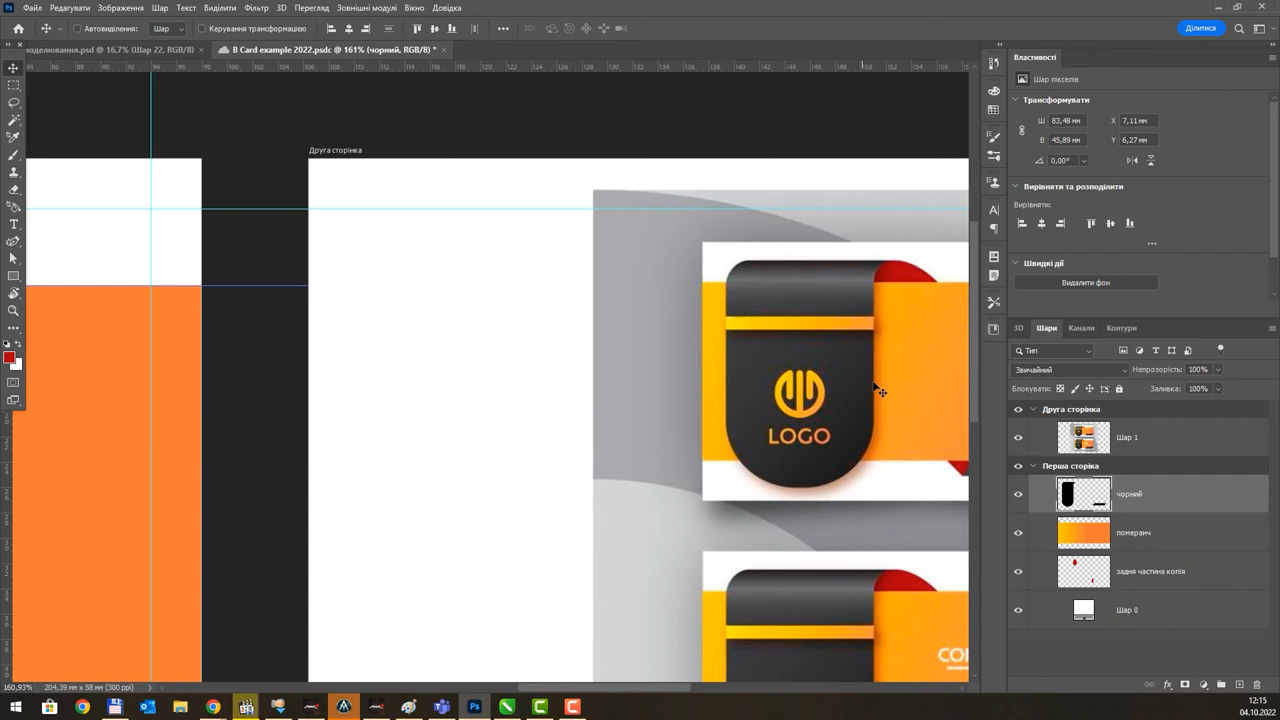 Файл Редагувати Зображення Шар Текст Виділити Фільтр 3D Перегляд Зовнішні модулі Вікно Довідка
Автовиділення: Шар Керування трансформацією 3D: Ділитися
оделювання.psd @ 16,7% (Шар 22, RGB/8) × B Card example 2022.psdc @ 161% (чорний, RGB/8) * ×
Друга сторінка
LOGO
CO
Властивості
Шар пікселів
Трансформувати
Ш 83,48 мм X 7,11 мм
В 45,89 мм Y 6,27 мм
0,00°
Вирівняти та розподілити
Вирівняти:
Швидкі дії
Видалити фон
3D Шари Канали Контури
Тип
Звичайний Непрозорість: 100%
Блокувати: Заливка: 100%
Друга сторінка
Шар 1
Перша сторіка
чорний
померанч
задня частина копія
Шар 0
160,93% 204,39 мм x 58 мм (300 ppi)
12:15
04.10.2022